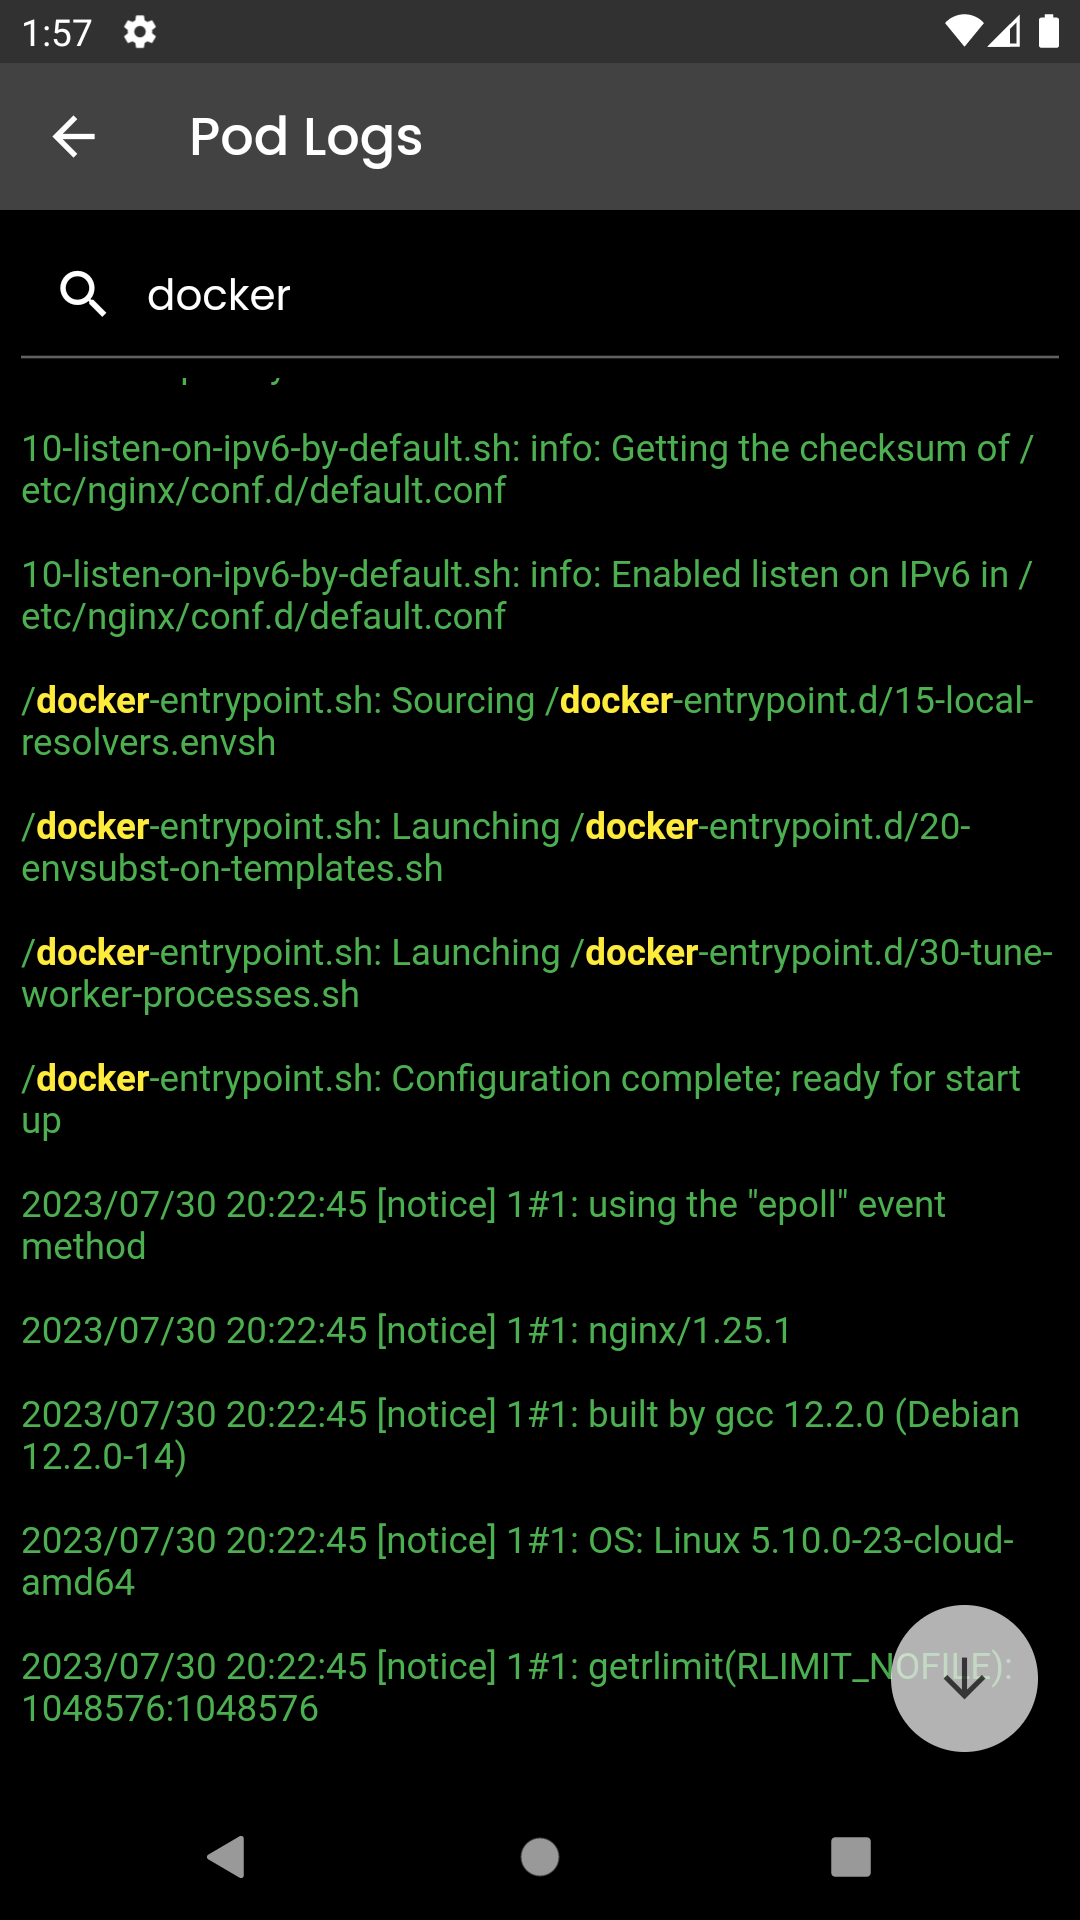 1:57
Pod Logs
docker
10-listen-on-ipv6-by-default.sh: info: Getting the checksum of /
etc/nginx/conf.d/default.conf
10-listen-on-ipv6-by-default.sh: info: Enabled listen on IPv6 in /
etc/nginx/conf.d/default.conf
/docker-entrypoint.sh: Sourcing /docker-entrypoint.d/15-local-
resolvers.envsh
/docker-entrypoint.sh: Launching /docker-entrypoint.d/20-
envsubst-on-templates.sh
/docker-entrypoint.sh: Launching /docker-entrypoint.d/30-tune-
worker-processes.sh
/docker-entrypoint.sh: Configuration complete; ready for start
up
2023/07/30 20:22:45 [notice] 1#1: using the "epoll" event
method
2023/07/30 20:22:45 [notice] 1#1: nginx/1.25.1
2023/07/30 20:22:45 [notice] 1#1: built by gcc 12.2.0 (Debian
12.2.0-14)
2023/07/30 20:22:45 [notice] 1#1: OS: Linux 5.10.0-23-cloud-
amd64
2023/07/30 20:22:45 [notice] 1#1: getrlimit(RLIMIT_NOFILE):
1048576:1048576